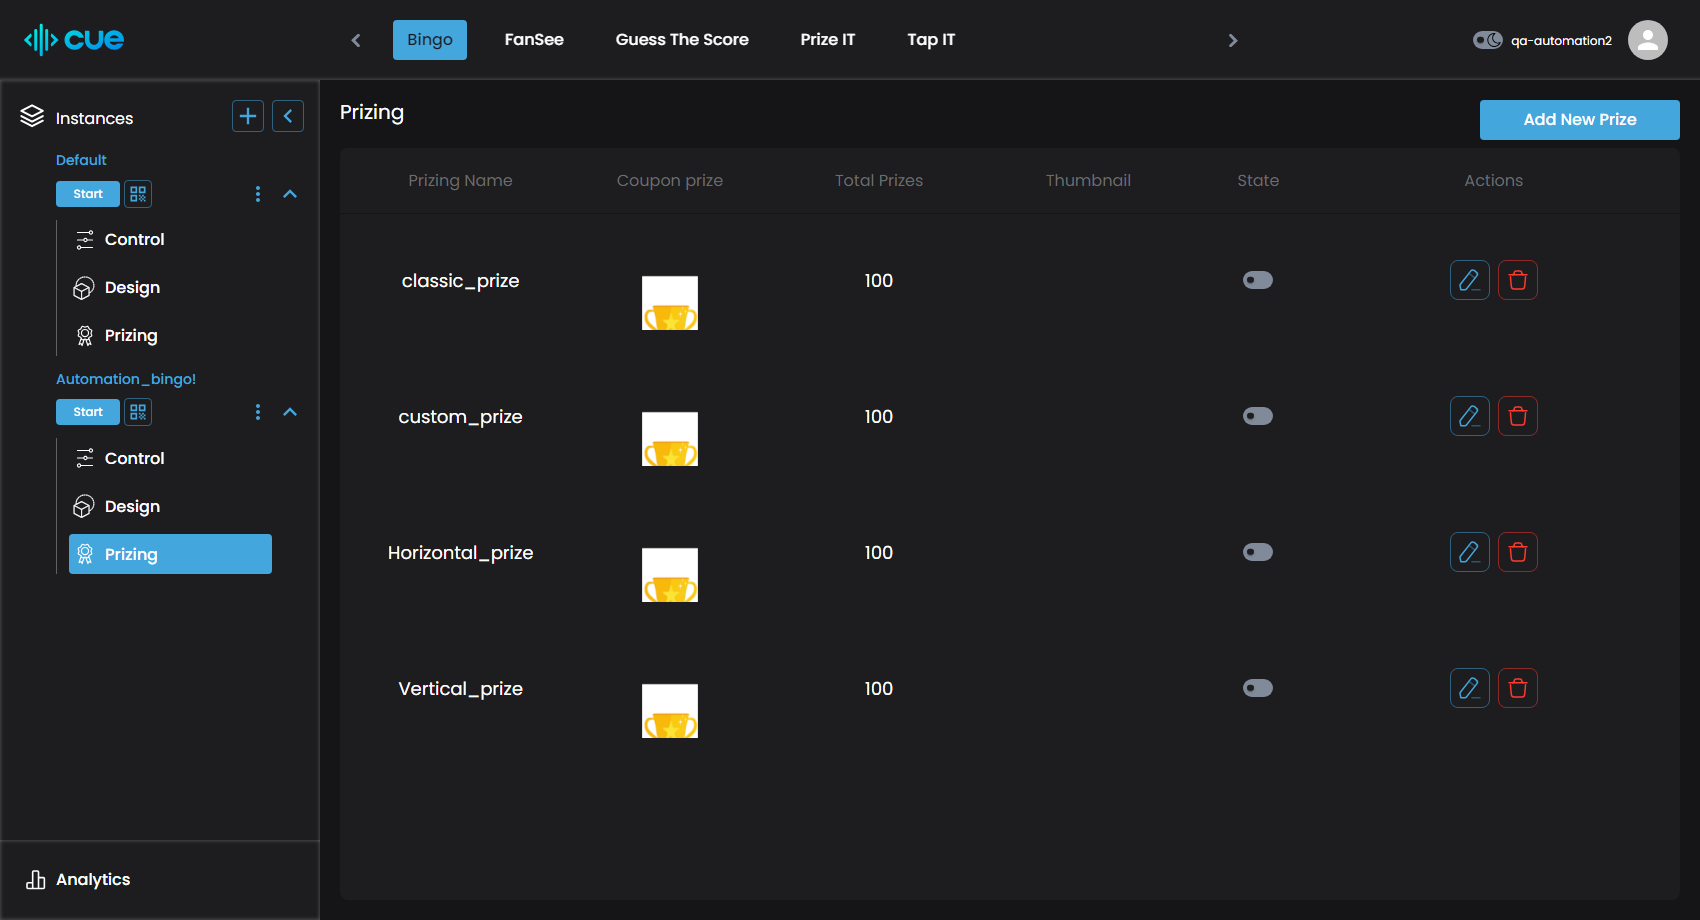 cue
Bingo
FanSee
Guess The Score
Prize IT
Tap IT
qa-automation2
Instances
Default
Start
Control
Design
Prizing
Automation_bingo!
Start
Control
Design
Prizing
Analytics
Prizing
Add New Prize
Prizing Name Coupon prize Total Prizes Thumbnail State Actions
classic_prize 100
custom_prize 100
Horizontal_prize 100
Vertical_prize 100